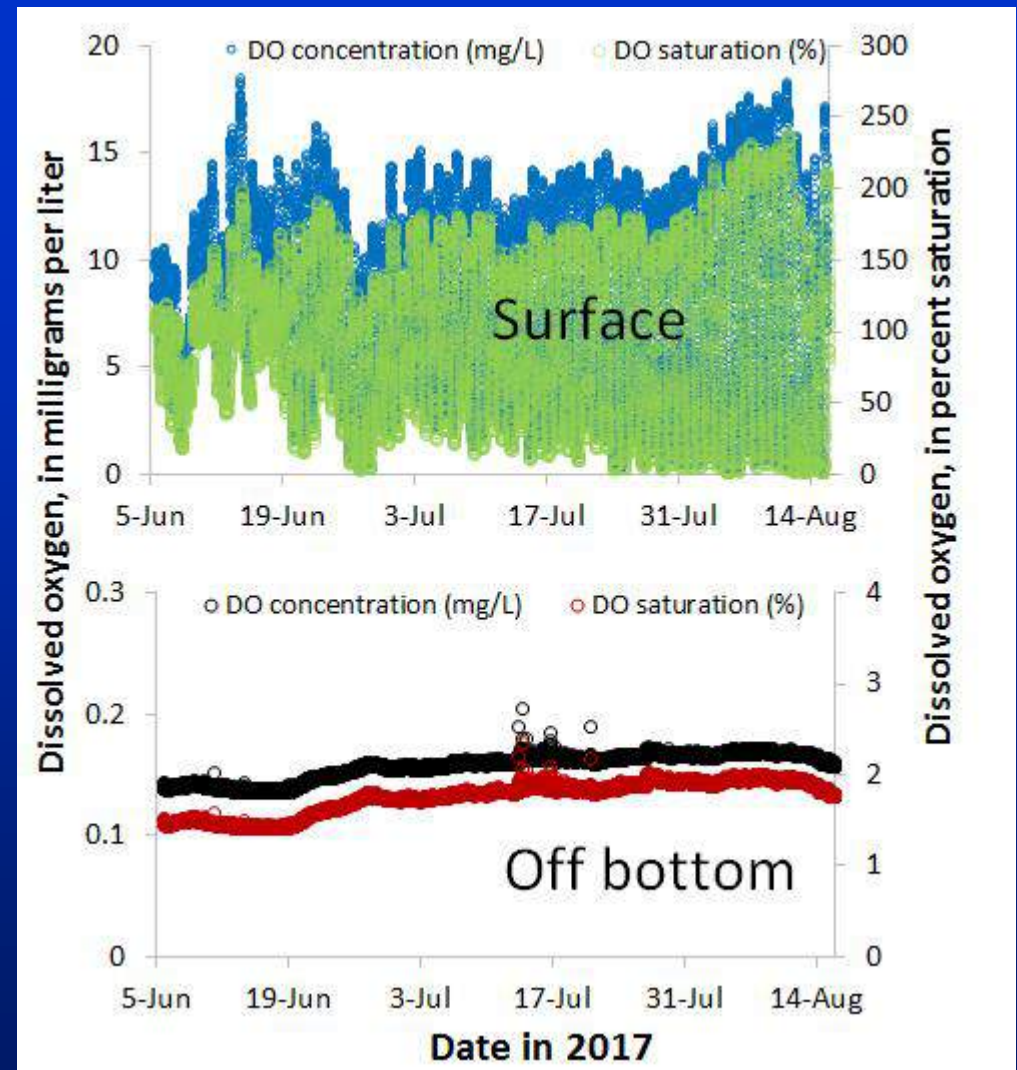 DO concentration (mg/L) DO saturation (%)
20
15
10
5
0
300
250
200
150
100
50
0
Surface
5-Jun 19-Jun 3-Jul 17-Jul 31-Jul 14-Aug
Dissolved oxygen, in milligrams per liter
Dissolved oxygen, in percent saturation
DO concentration (mg/L) DO saturation (%)
0.3
0.2
0.1
0
4
3
2
1
0
Off bottom
5-Jun 19-Jun 3-Jul 17-Jul 31-Jul 14-Aug
Date in 2017